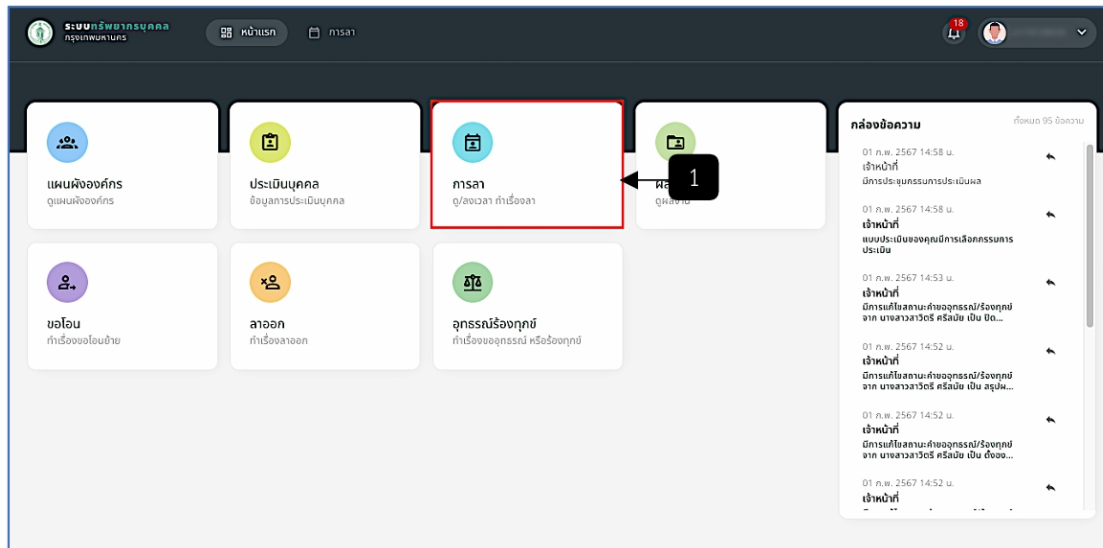 ระบบทรัพยากรบุคคล
กรุงเทพมหานคร
หน้าแรก
การลา
18
แผนผังองค์กร
ดูแผนผังองค์กร
ประเมินบุคคล
ข้อมูลการประเมินบุคคล
การลา
ดู/ลงเวลา ทำเรื่องลา
1
ขอโอน
ทำเรื่องขอโอนย้าย
ลาออก
ทำเรื่องลาออก
อุทธรณ์ร้องทุกข์
ทำเรื่องขออุทธรณ์ หรือร้องทุกข์
กล่องข้อความ
ทั้งหมด 95 ข้อความ
01 ก.พ. 2567 14:58 น.
เจ้าหน้าที่
มีการประชุมกรรมการประเมินผล
01 ก.พ. 2567 14:58 น.
เจ้าหน้าที่
แบบประเมินของคุณมีการเลือกกรรมการ
ประเมิน
01 ก.พ. 2567 14:53 น.
เจ้าหน้าที่
มีการแก้ไขสถานะคำขออุทธรณ์/ร้องทุกข์
จาก นางสาวสาวิตรี ศรีสมัย เป็น ปิด...
01 ก.พ. 2567 14:52 น.
เจ้าหน้าที่
มีการแก้ไขสถานะคำขออุทธรณ์/ร้องทุกข์
จาก นางสาวสาวิตรี ศรีสมัย เป็น สรุปผ...
01 ก.พ. 2567 14:52 น.
เจ้าหน้าที่
มีการแก้ไขสถานะคำขออุทธรณ์/ร้องทุกข์
จาก นางสาวสาวิตรี ศรีสมัย เป็น ตั้งอง...
01 ก.พ. 2567 14:52 น.
เจ้าหน้าที่